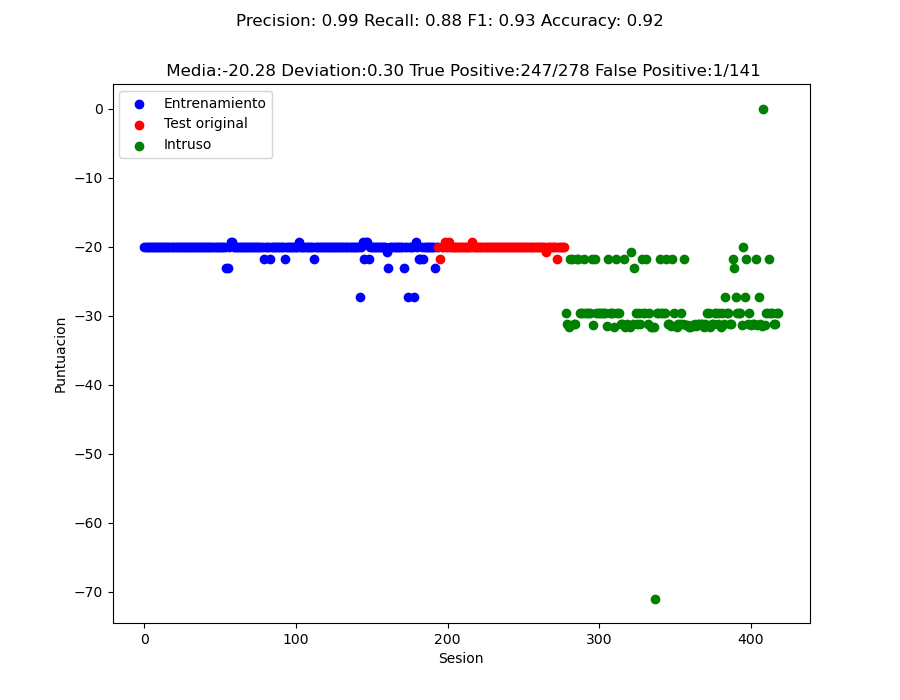 Precision: 0.99 Recall: 0.88 F1: 0.93 Accuracy: 0.92
Media:-20.28 Deviation:0.30 True Positive:247/278 False Positive:1/141
Entrenamiento
Test original
Intruso
0
−10
−20
−30
−40
−50
−60
−70
Puntuacion
0
100
200
300
400
Sesion